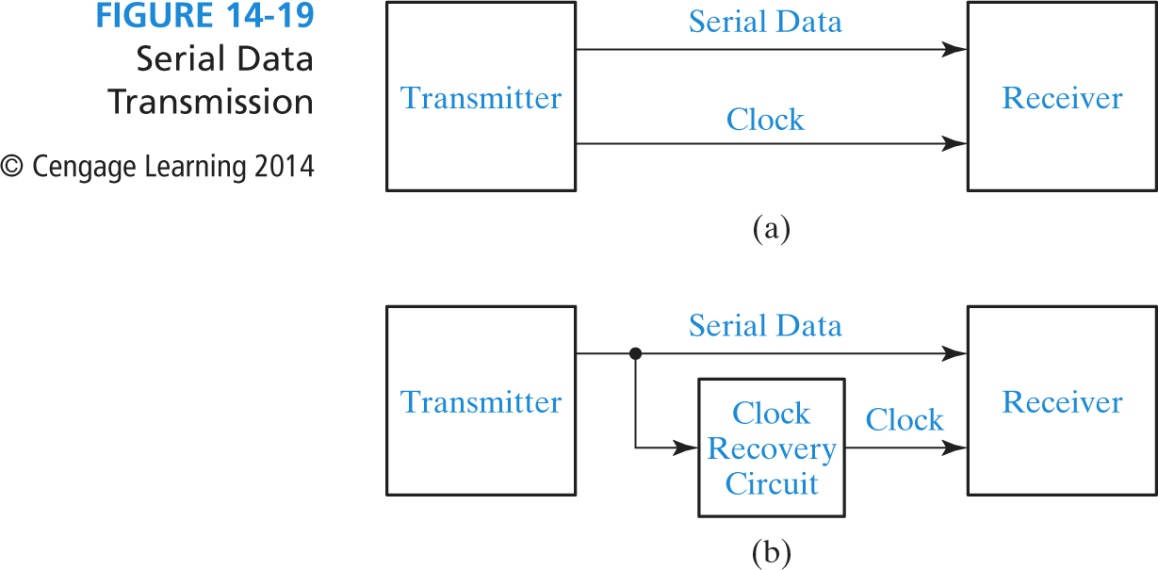 FIGURE 14-19
Serial Data
Transmission
© Cengage Learning 2014
Serial Data
Transmitter
Receiver
Clock
(a)
Serial Data
Transmitter
Clock
Recovery
Circuit
Clock
Receiver
(b)